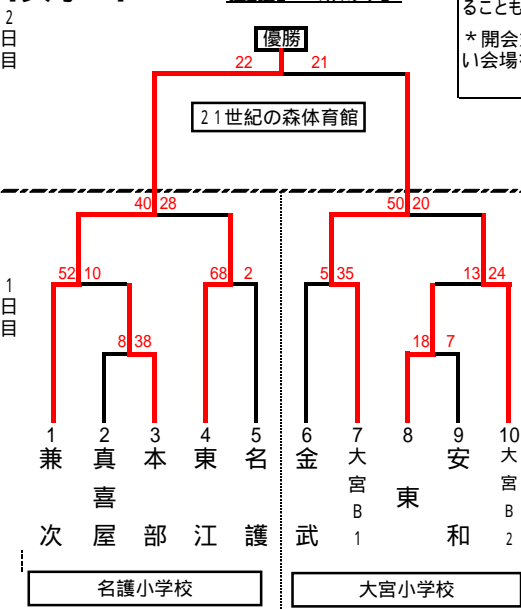 2日目
ることも
*開会
い会場
優勝
22 21
21世紀の森体育館
40 28
50 20
1日目
52 10
68 2
5 35
13 24
8 38
18 7
1 2 3 4 5 6 7 8 9 10
兼次
真喜屋
本部
東江
名護
金武
大宮B1
東
安和
大宮B2
名護小学校
大宮小学校